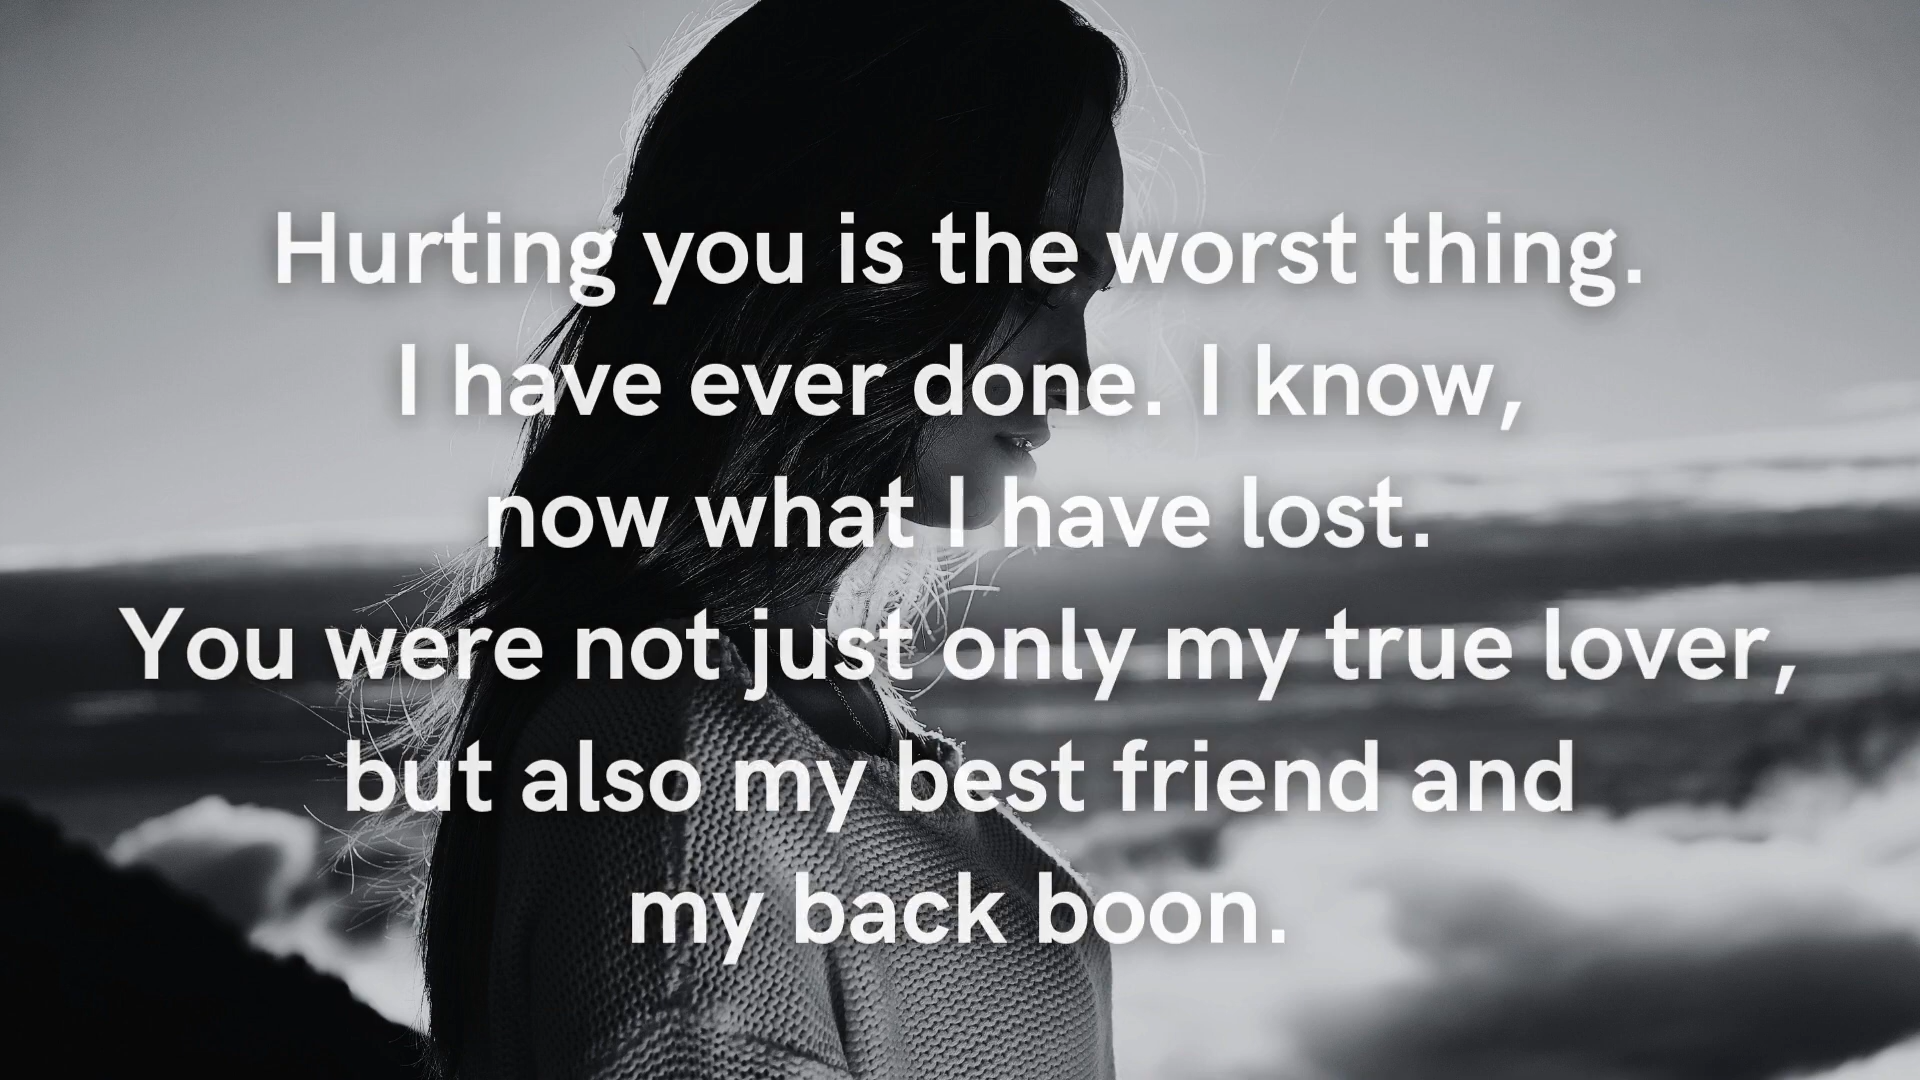 Hurting you is the worst thing.
I have ever done. I know,
now what I have lost.
You were not just only my true lover,
but also my best friend and
my back boon.